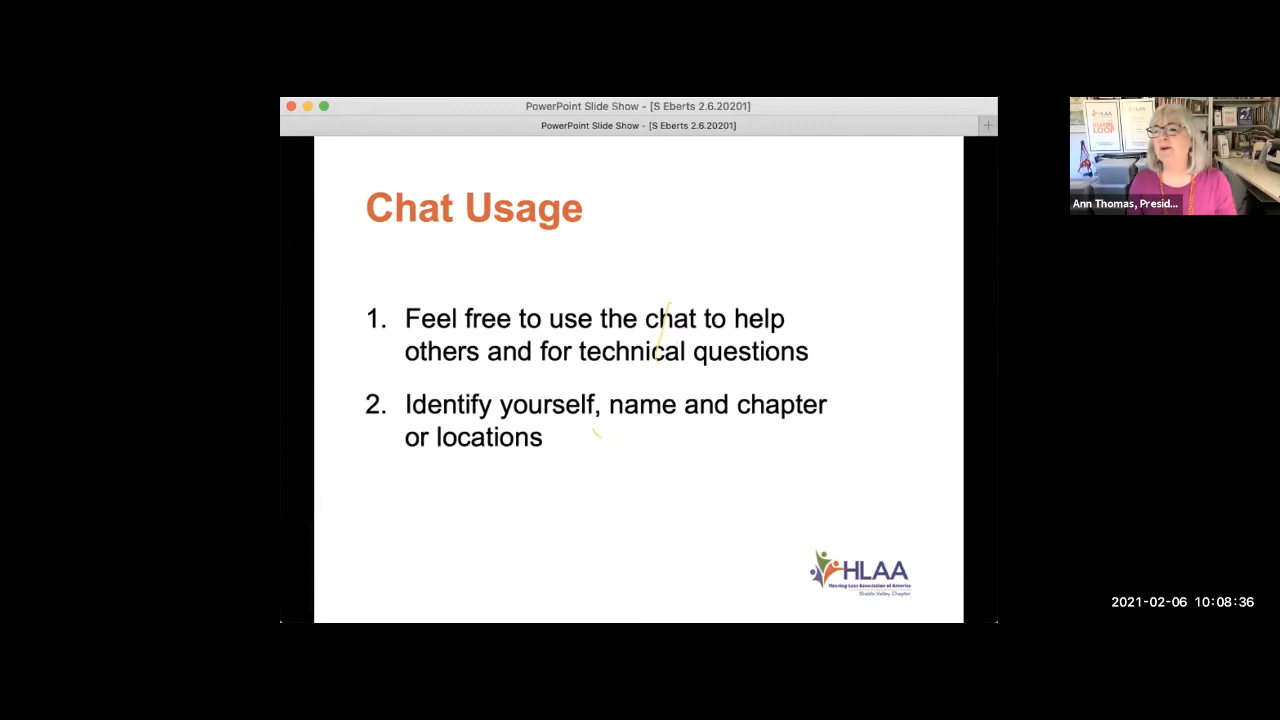 PowerPoint Slide Show - [S Eberts 2.6.20201]
PowerPoint Slide Show - [S Eberts 2.6.20201]
Chat Usage
1. Feel free to use the chat to help
others and for technical questions
2. Identify yourself, name and chapter
or locations
HLAA
Hearing Loss Association of America
Diablo Valley Chapter
HLAA
LOOP
Ann Thomas, Presid...
2021-02-06 10:08:36